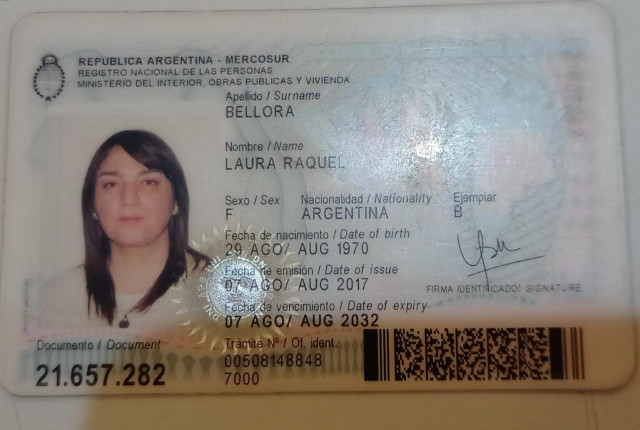 REPUBLICA ARGENTINA - MERCOSUR
REGISTRO NACIONAL DE LAS PERSONAS
MINISTERIO DEL INTERIOR, OBRAS PUBLICAS Y VIVIENDA
Apellido / Surname
BELLORA
Nombre / Name
LAURA RAQUEL
Sexo / Sex Nacionalidad / Nationality Ejemplar
F ARGENTINA B
Fecha de nacimiento / Date of birth
29 AGO/ AUG 1970
Fecha de emisión / Date of issue
07 AGO/ AUG 2017
FIRMA IDENTIFICADO/ SIGNATURE
Fecha de vencimiento / Date of expiry
07 AGO/ AUG 2032
Documento / Document Trámite Nº / Of. ident.
21.657.282 00508148848
7000